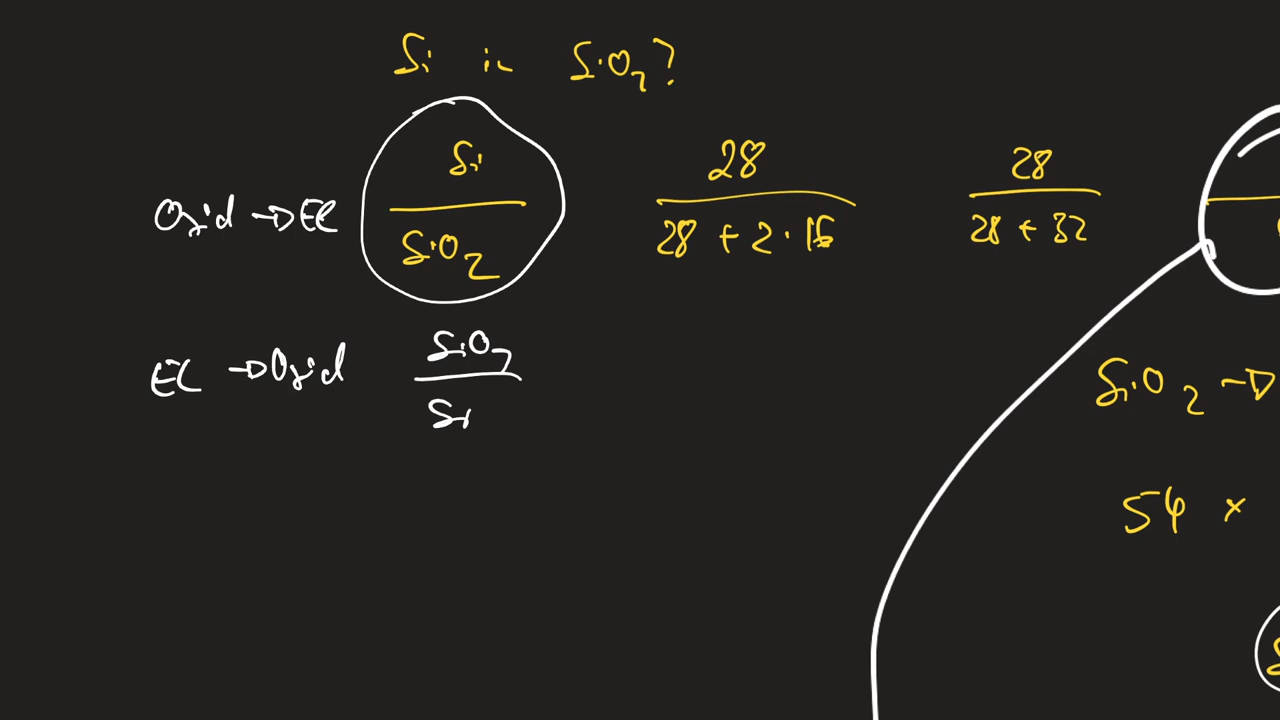 Si in SiO2?
Si
SiO2
28
28 + 2 · 16
28
28 + 32
Oxid → El
El → Oxid
SiO2
Si
SiO2 →
54 ×